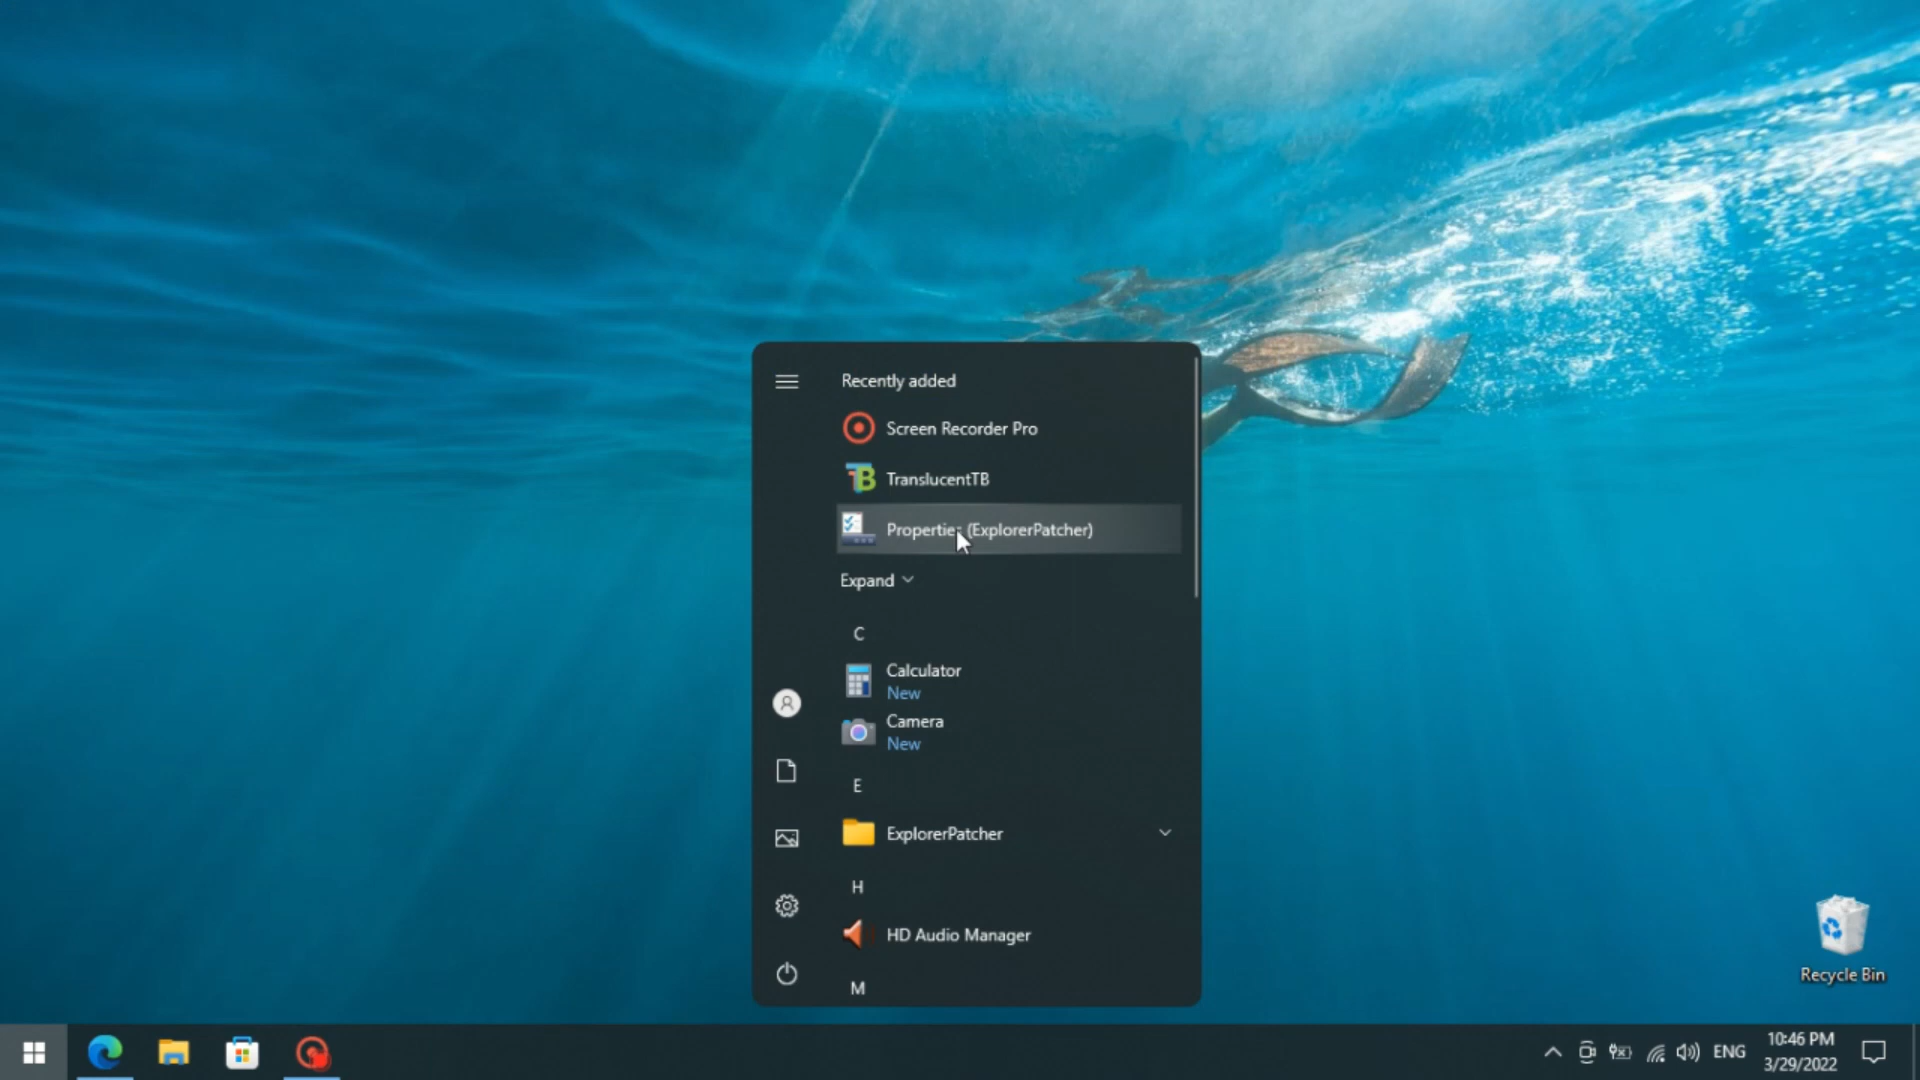 Recently added
Screen Recorder Pro
TranslucentTB
Properties (ExplorerPatcher)
Expand
C
Calculator
New
Camera
New
E
ExplorerPatcher
H
HD Audio Manager
M
Recycle Bin
ENG
10:46 PM
3/29/2022